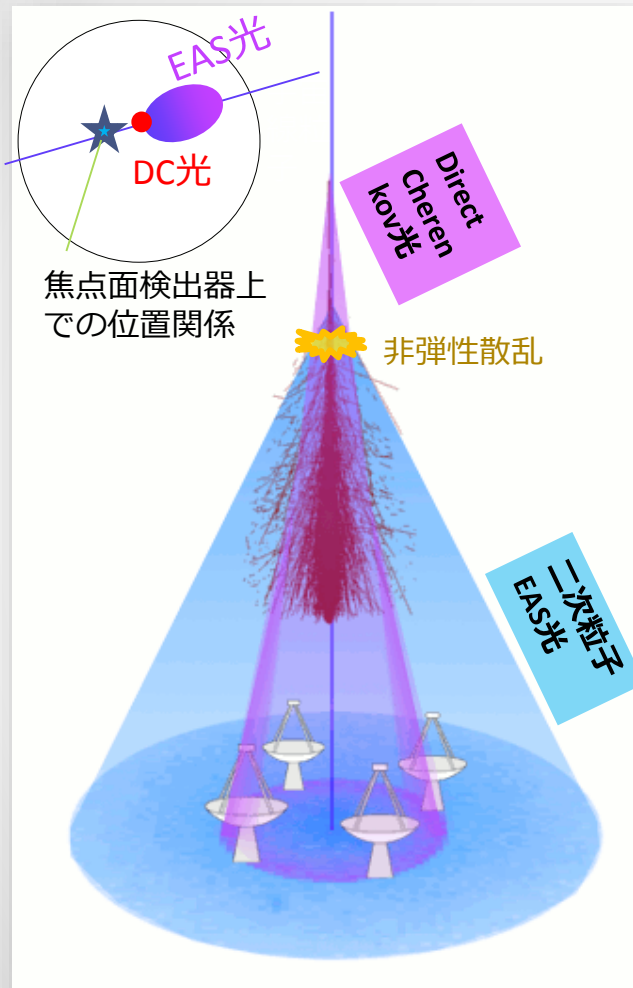 EAS光
DC光
焦点面検出器上
での位置関係
Direct
Cheren
kov光
非弾性散乱
二次粒子
EAS光